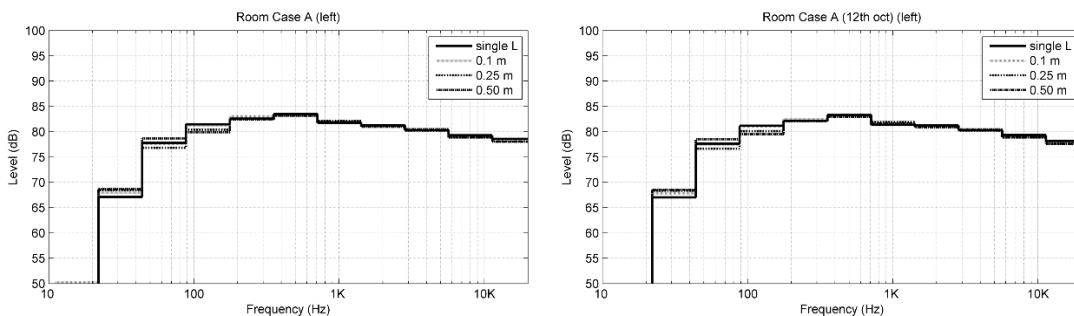 Room Case A (left)
100
95
90
85
80
75
70
65
60
55
50
Level (dB)
single L
0.1 m
0.25 m
0.50 m
10
100
1K
10K
Frequency (Hz)
Room Case A (12th oct) (left)
100
95
90
85
80
75
70
65
60
55
50
Level (dB)
single L
0.1 m
0.25 m
0.50 m
10
100
1K
10K
Frequency (Hz)